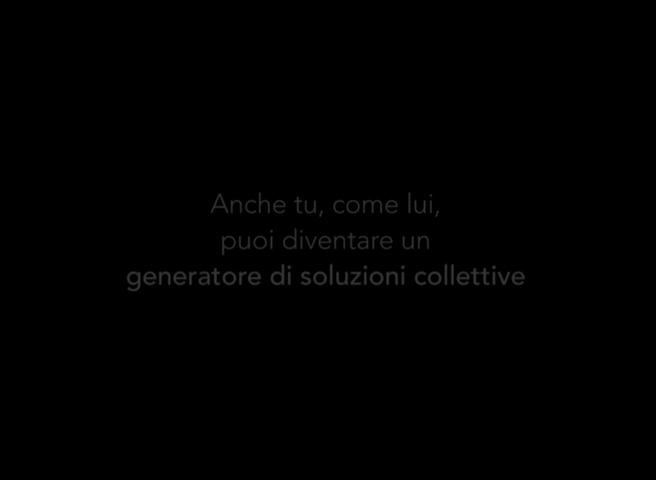 Anche tu, come lui,
puoi diventare un
generatore di soluzioni collettive